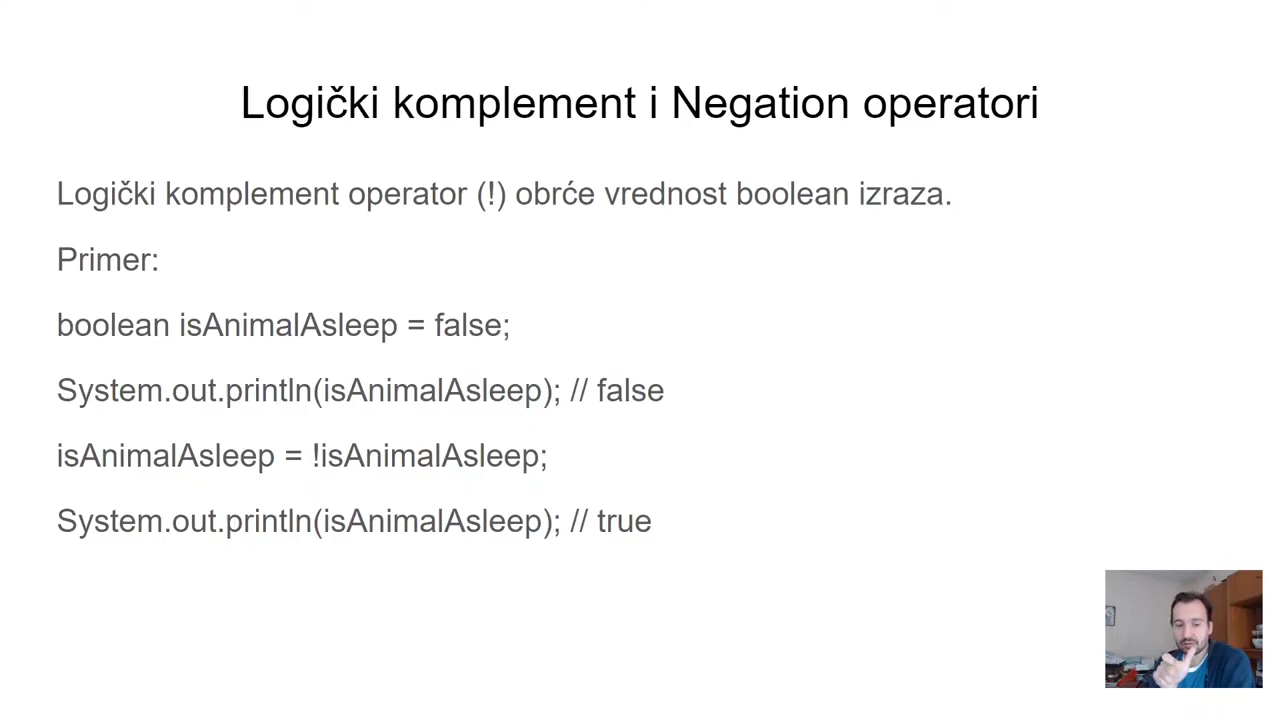 Logički komplement i Negation operatori
Logički komplement operator (!) obrće vrednost boolean izraza.
Primer:
boolean isAnimalAsleep = false;
System.out.println(isAnimalAsleep); // false
isAnimalAsleep = !isAnimalAsleep;
System.out.println(isAnimalAsleep); // true